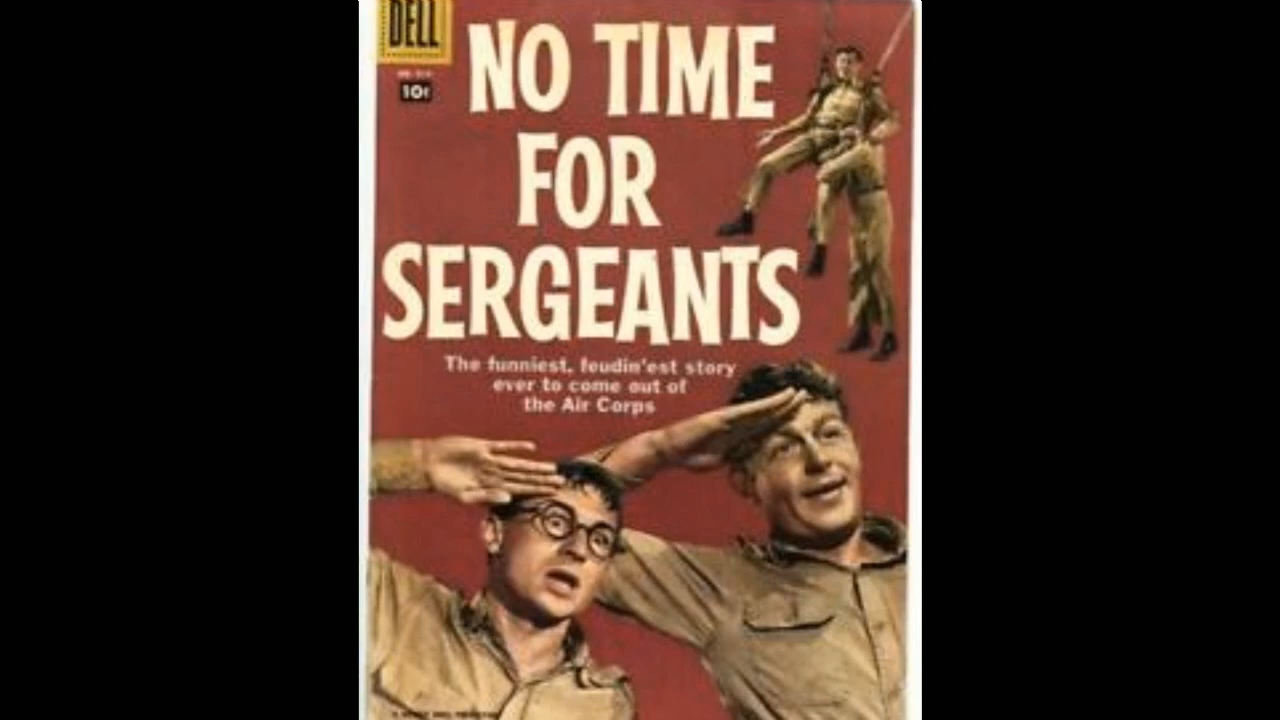 DELL
10¢
NO TIME
FOR
SERGEANTS
The funniest, feudin'est story
ever to come out of
the Air Corps